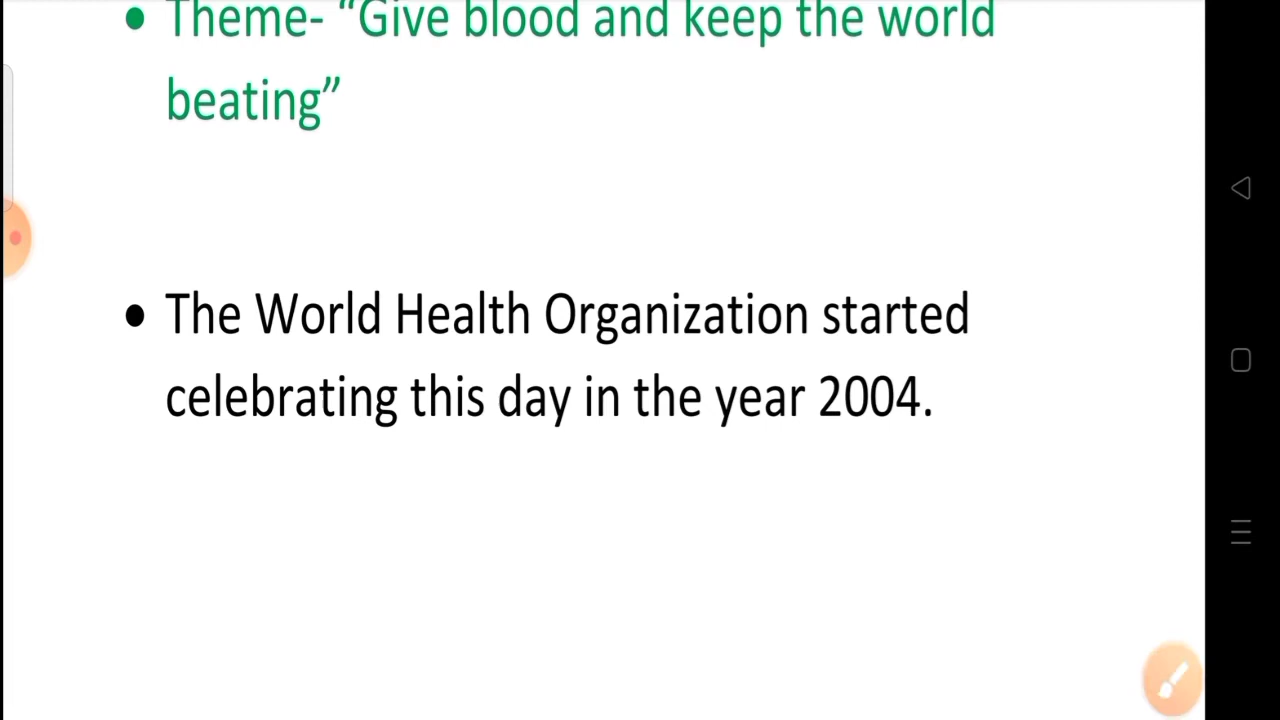 • Theme- “Give blood and keep the world
beating”
• The World Health Organization started
celebrating this day in the year 2004.